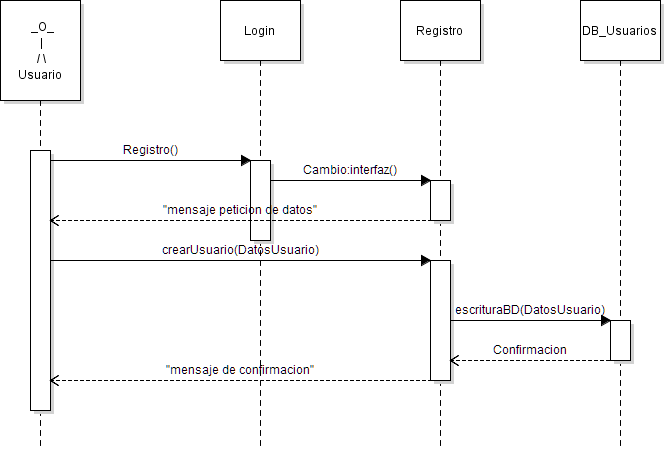 Usuario
Login
Registro
DB_Usuarios
Registro()
Cambio:interfaz()
"mensaje peticion de datos"
crearUsuario(DatosUsuario)
escrituraBD(DatosUsuario)
Confirmacion
"mensaje de confirmacion"